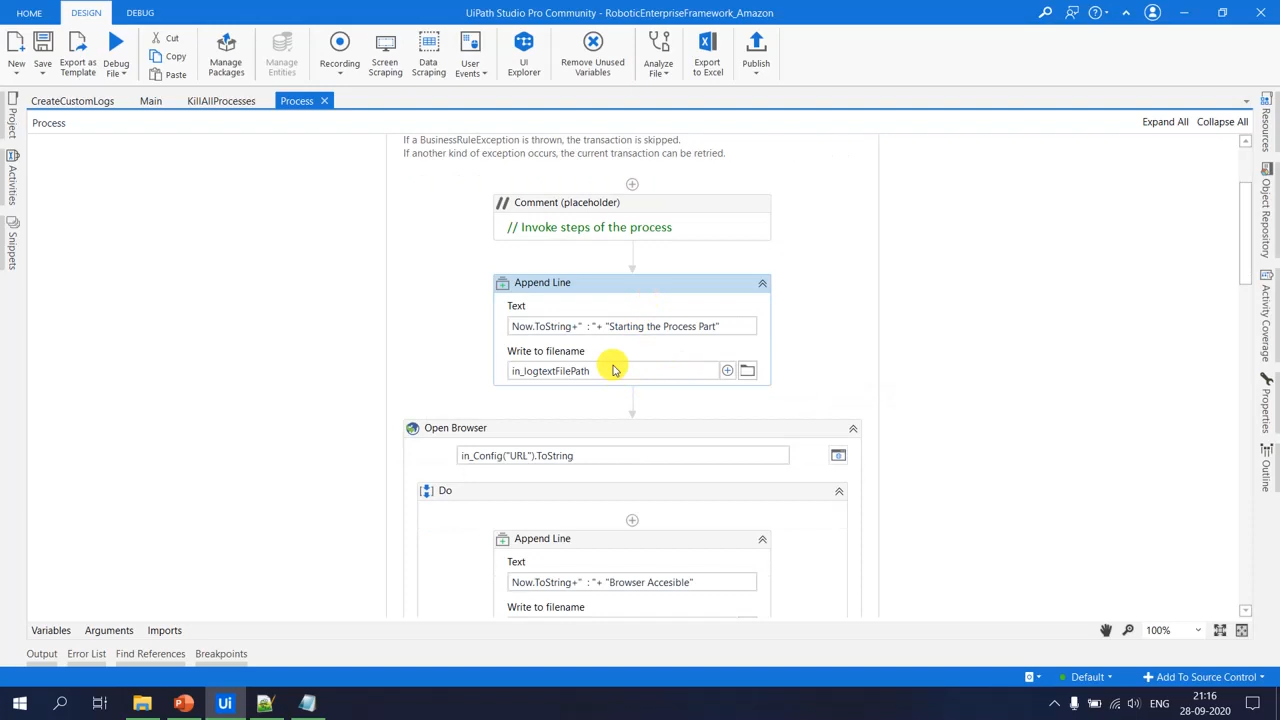 HOME
DESIGN
DEBUG
UiPath Studio Pro Community - RoboticEnterpriseFramework_Amazon
New
Save
Export as
Template
Debug
File
Cut
Copy
Paste
Manage
Packages
Manage
Entities
Recording
Screen
Scraping
Data
Scraping
User
Events
UI
Explorer
Remove Unused
Variables
Analyze
File
Export
to Excel
Publish
CreateCustomLogs
Main
KillAllProcesses
Process
Process
Expand All
Collapse All
Project
Activities
Snippets
Resources
Object Repository
Activity Coverage
Properties
Outline
If a BusinessRuleException is thrown, the transaction is skipped.
If another kind of exception occurs, the current transaction can be retried.
// Comment (placeholder)
// Invoke steps of the process
Append Line
Text
Now.ToString+" : "+ "Starting the Process Part"
Write to filename
in_logtextFilePath
Open Browser
in_Config("URL").ToString
Do
Append Line
Text
Now.ToString+" : "+ "Browser Accesible"
Write to filename
Variables
Arguments
Imports
100%
Output
Error List
Find References
Breakpoints
Default
Add To Source Control
Ui
ENG
21:16
28-09-2020